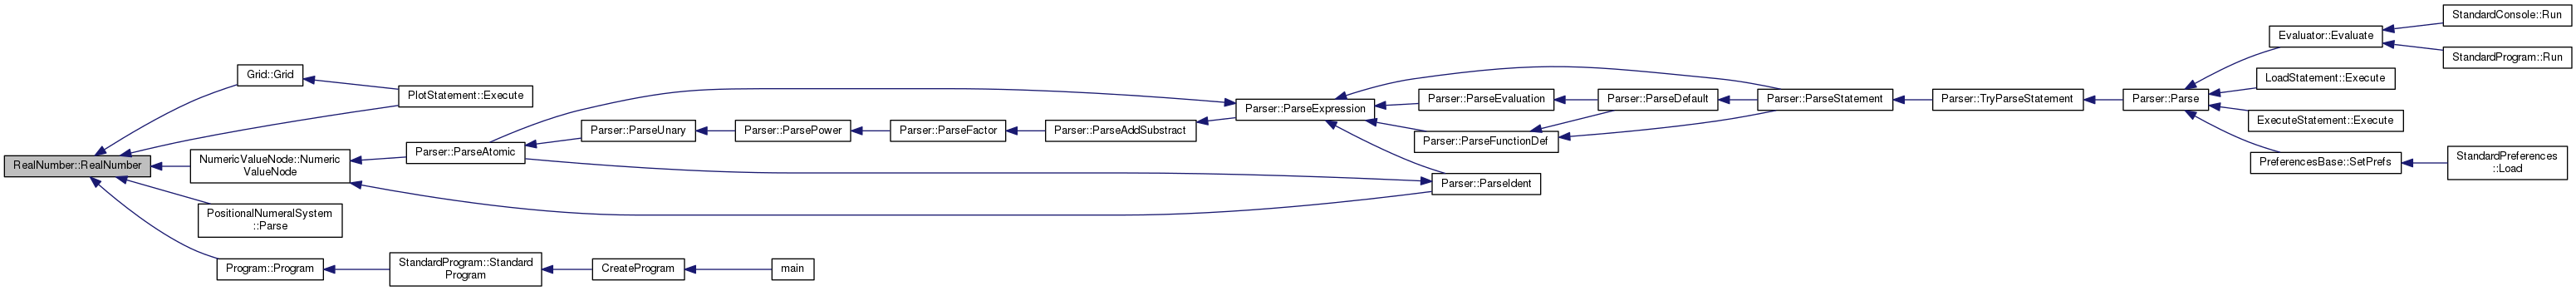 RealNumber::RealNumber
Grid::Grid
PlotStatement::Execute
NumericValueNode::Numeric
ValueNode
PositionalNumeralSystem
::Parse
Program::Program
StandardProgram::Standard
Program
CreateProgram
main
Parser::ParseAtomic
Parser::ParseUnary
Parser::ParsePower
Parser::ParseFactor
Parser::ParseAddSubstract
Parser::ParseExpression
Parser::ParseEvaluation
Parser::ParseFunctionDef
Parser::ParseIdent
Parser::ParseDefault
Parser::ParseStatement
Parser::TryParseStatement
Parser::Parse
Evaluator::Evaluate
LoadStatement::Execute
ExecuteStatement::Execute
PreferencesBase::SetPrefs
StandardConsole::Run
StandardProgram::Run
StandardPreferences
::Load